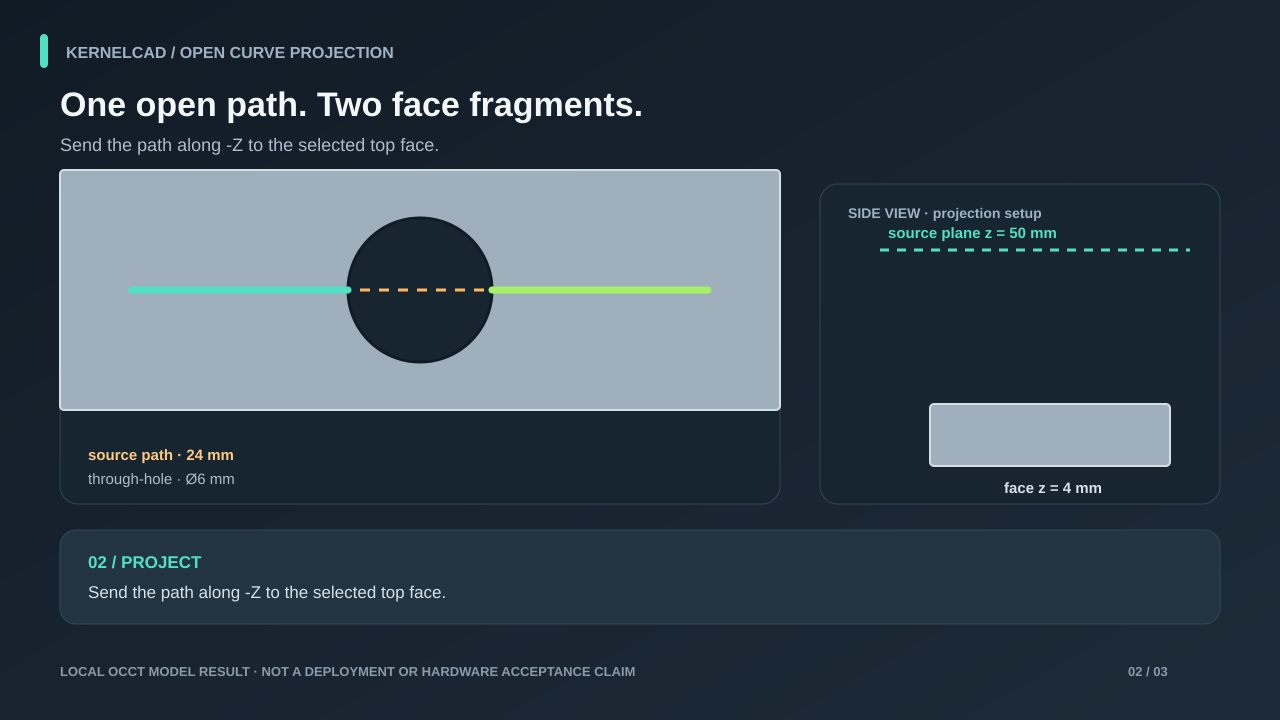 KERNELCAD / OPEN CURVE PROJECTION
One open path. Two face fragments.
Send the path along -Z to the selected top face.
SIDE VIEW · projection setup
source plane z = 50 mm
source path · 24 mm
through-hole · Ø6 mm
face z = 4 mm
02 / PROJECT
Send the path along -Z to the selected top face.
LOCAL OCCT MODEL RESULT · NOT A DEPLOYMENT OR HARDWARE ACCEPTANCE CLAIM
02 / 03